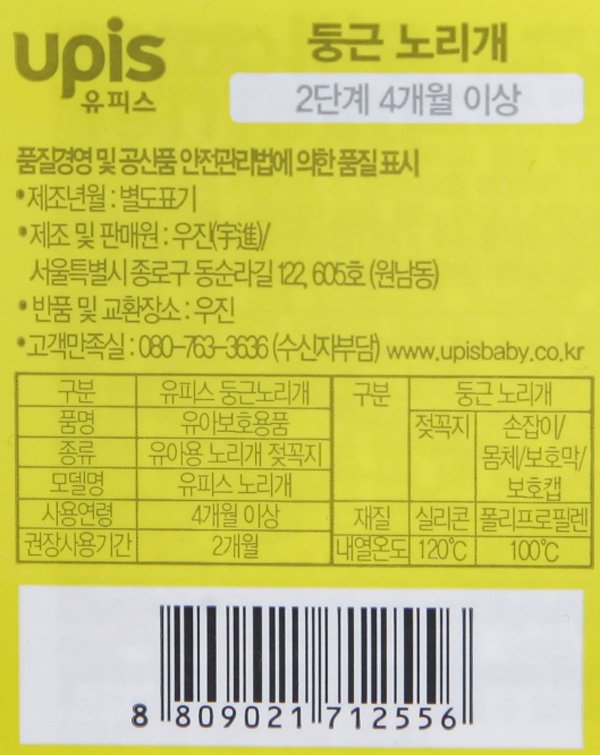 upis
유피스
둥근 노리개
2단계 4개월 이상
품질경영 및 공산품 안전관리법에 의한 품질 표시
•제조년월 : 별도표기
•제조 및 판매원 : 우진(宇進)/
서울특별시 종로구 동순라길 122, 605호 (원남동)
•반품 및 교환장소 : 우진
•고객만족실 : 080-763-3636 (수신자부담) www.upisbaby.co.kr
구분 유피스 둥근노리개
품명 유아보호용품
종류 유아용 노리개 젖꼭지
모델명 유피스 노리개
사용연령 4개월 이상
권장사용기간 2개월
구분 둥근 노리개
젖꼭지 손잡이/
몸체/보호막/
보호캡
재질 실리콘 폴리프로필렌
내열온도 120℃ 100℃
8 809021 712556